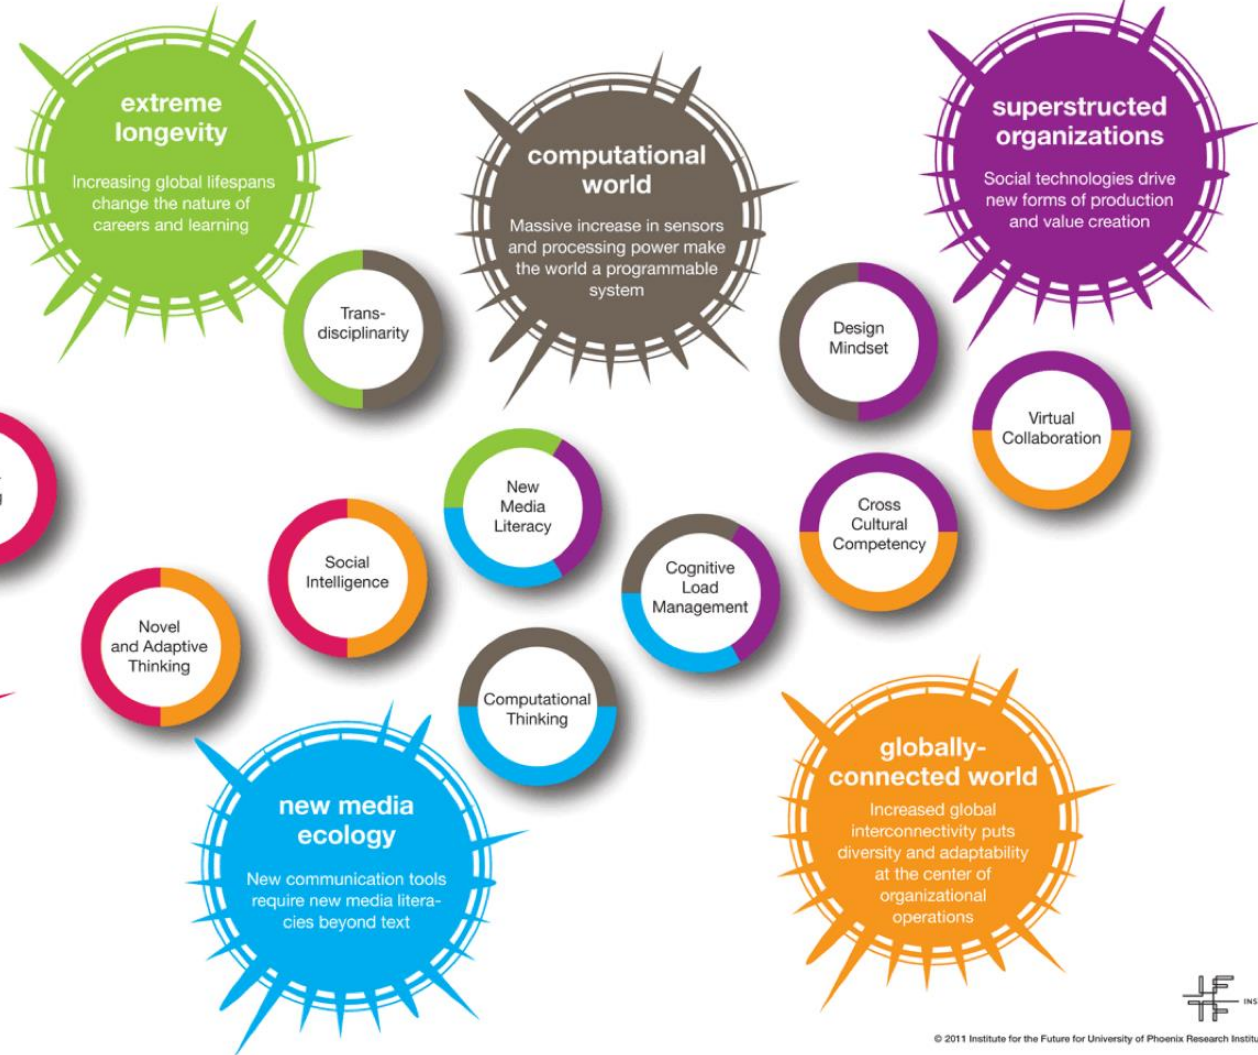 extreme
longevity
Increasing global lifespans
change the nature of
careers and learning
computational
world
Massive increase in sensors
and processing power make
the world a programmable
system
superstructed
organizations
Social technologies drive
new forms of production
and value creation
Trans-
disciplinarity
Design
Mindset
Virtual
Collaboration
New
Media
Literacy
Cross
Cultural
Competency
Social
Intelligence
Cognitive
Load
Management
Novel
and Adaptive
Thinking
Computational
Thinking
new media
ecology
New communication tools
require new media litera-
cies beyond text
globally-
connected world
Increased global
interconnectivity puts
diversity and adaptability
at the center of
organizational
operations
© 2011 Institute for the Future for University of Phoenix Research